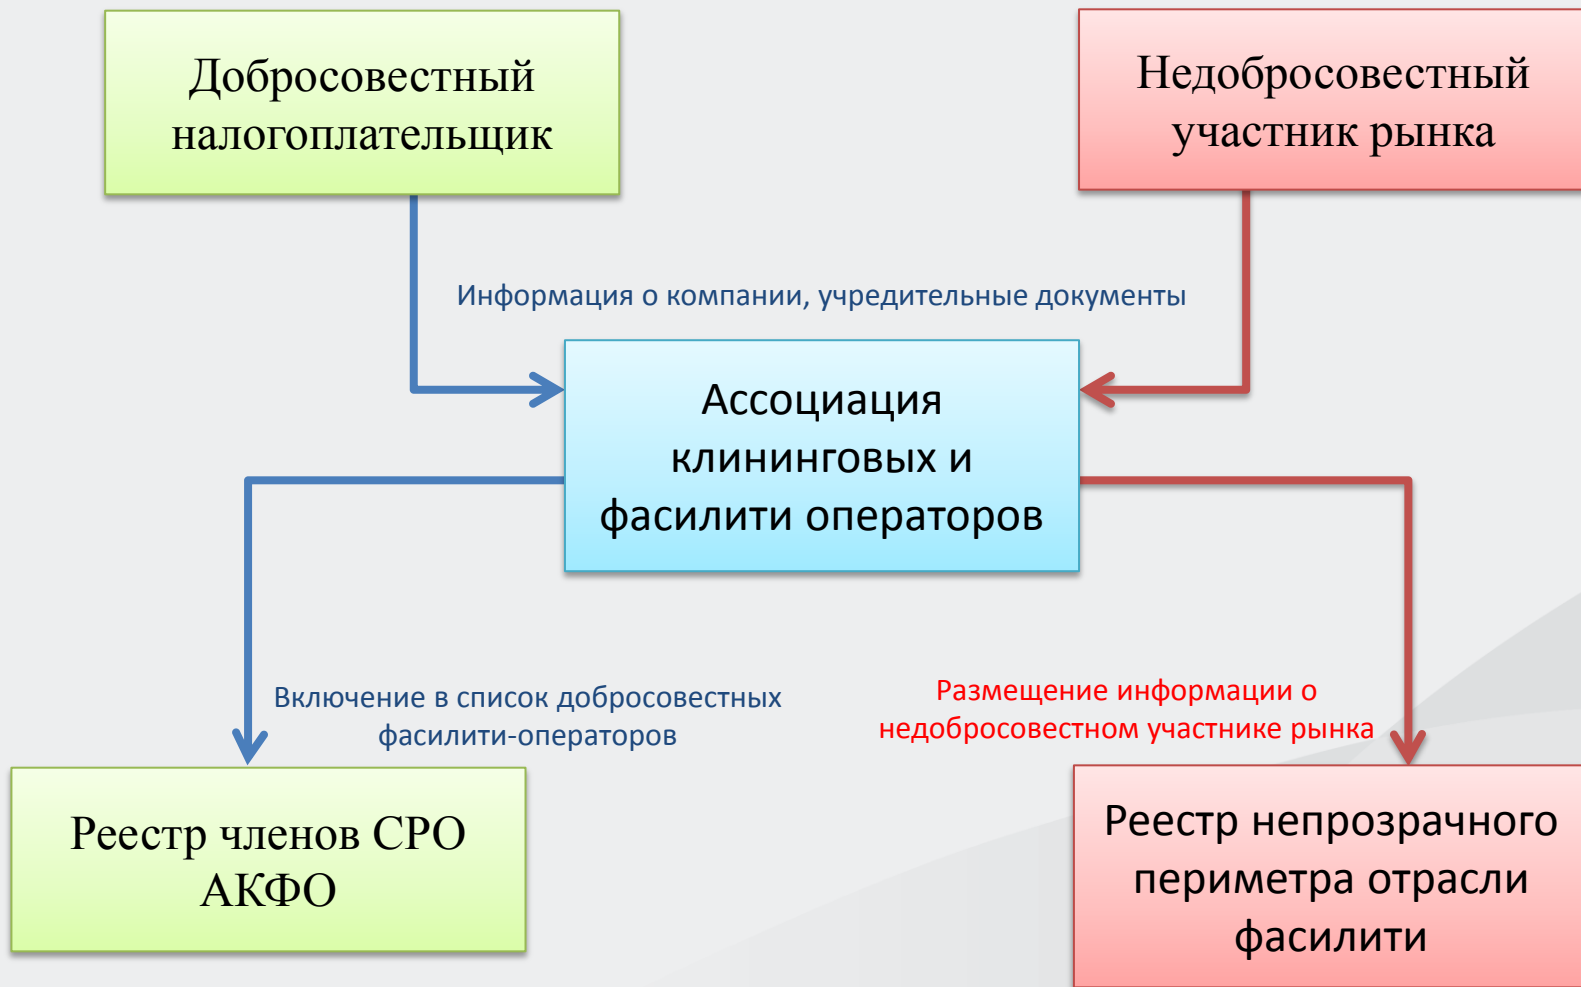 Добросовестный
налогоплательщик
Недобросовестный
участник рынка
Информация о компании, учредительные документы
Ассоциация
клининговых и
фасилити операторов
Включение в список добросовестных
фасилити-операторов
Размещение информации о
недобросовестном участнике рынка
Реестр членов СРО
АКФО
Реестр непрозрачного
периметра отрасли
фасилити